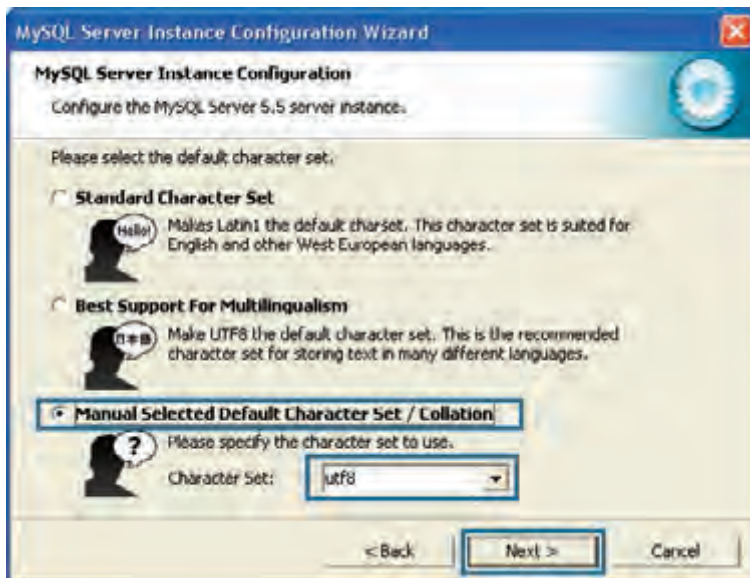 MySQL Server Instance Configuration Wizard
MySQL Server Instance Configuration
Configure the MySQL Server 5.5 server instance.
Please select the default character set.
Standard Character Set
Hello!
Makes Latin1 the default charset. This character set is suited for
English and other West European languages.
Best Support For Multilingualism
日本語
Make UTF8 the default character set. This is the recommended
character set for storing text in many different languages.
Manual Selected Default Character Set / Collation
?
Please specify the character set to use.
Character Set:
utf8
< Back
Next >
Cancel